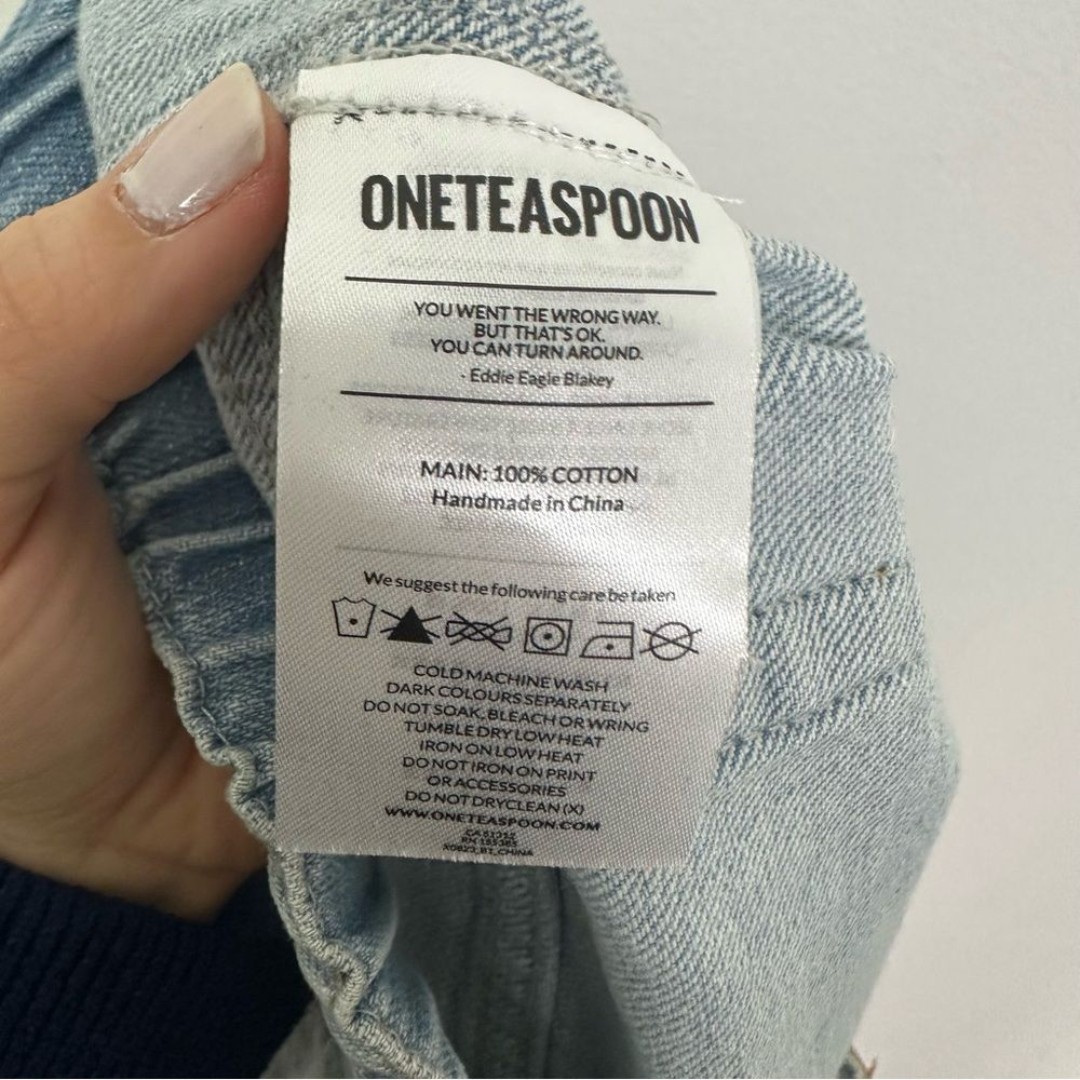 ONETEASPOON
YOU WENT THE WRONG WAY.
BUT THAT'S OK.
YOU CAN TURN AROUND.
- Eddie Eagle Blakey
MAIN: 100% COTTON
Handmade in China
We suggest the following care be taken
COLD MACHINE WASH
DARK COLOURS SEPARATELY
DO NOT SOAK, BLEACH OR WRING
TUMBLE DRY LOW HEAT
IRON ON LOW HEAT
DO NOT IRON ON PRINT
OR ACCESSORIES
DO NOT DRYCLEAN (X)
WWW.ONETEASPOON.COM